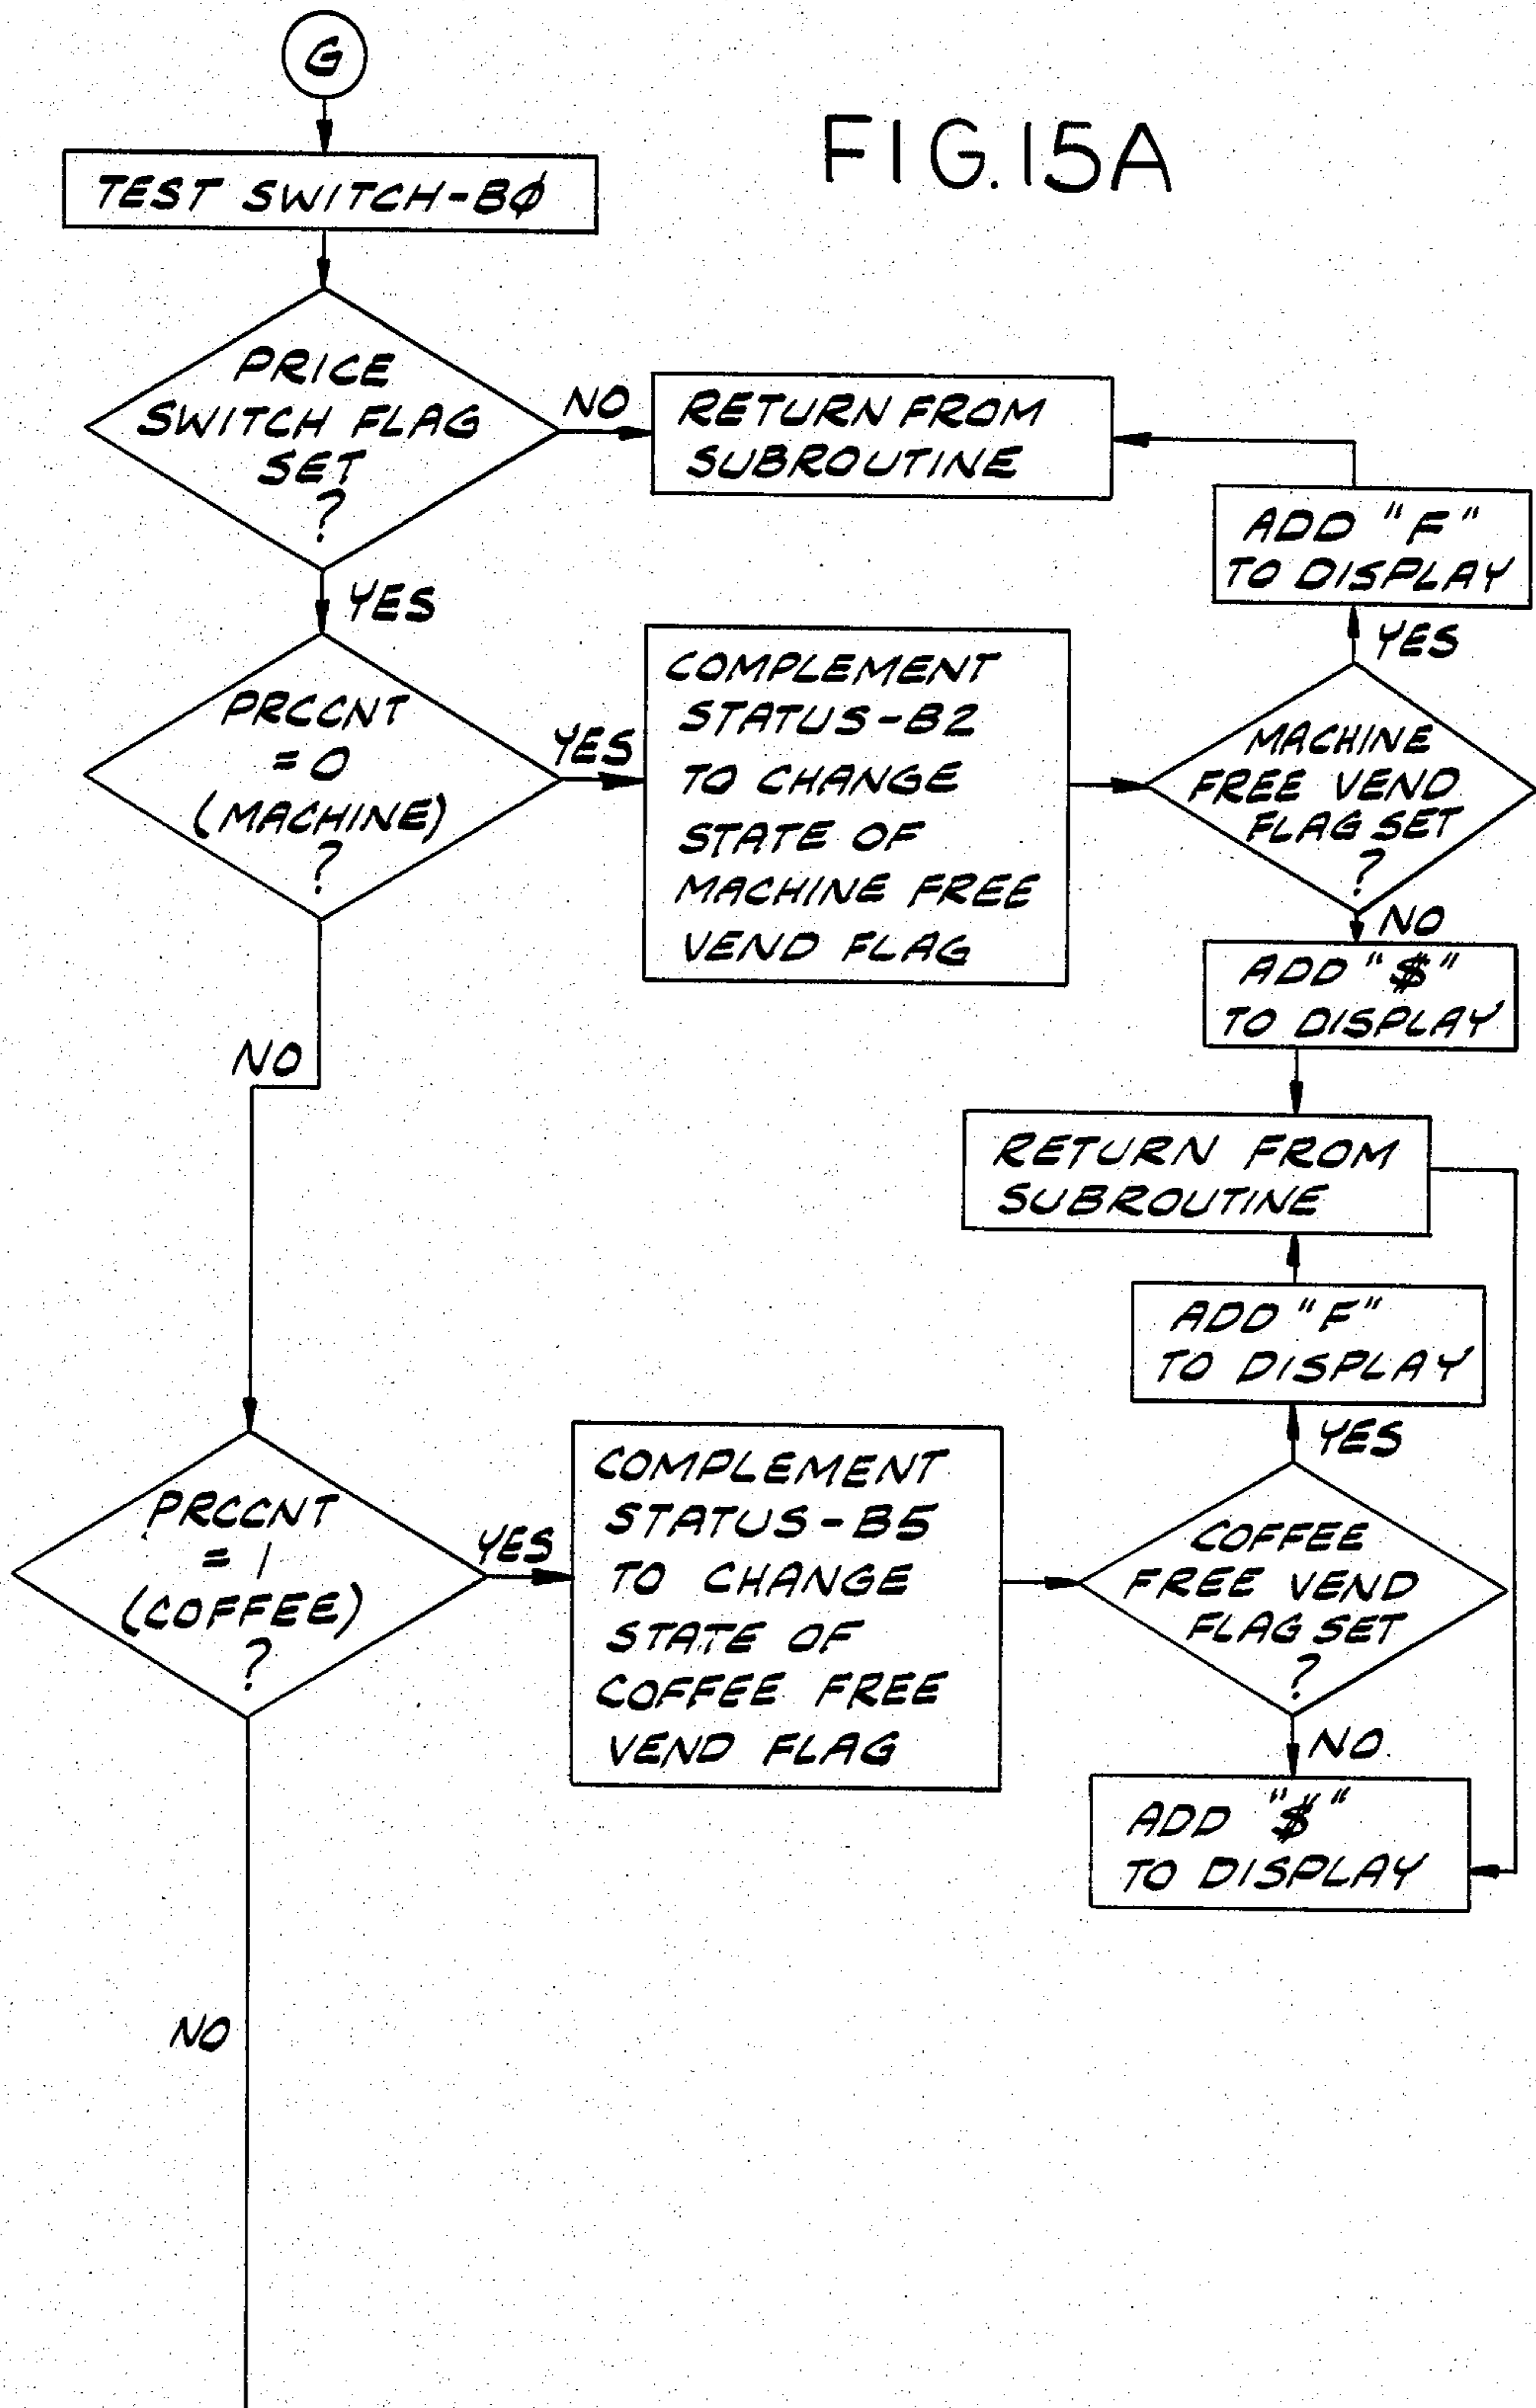 G
FIG.15A
TEST SWITCH-BØ
PRICE
SWITCH FLAG
SET
?
NO
RETURN FROM
SUBROUTINE
ADD "F"
TO DISPLAY
YES
YES
PRCCNT
=0
(MACHINE)
?
YES
COMPLEMENT
STATUS-B2
TO CHANGE
STATE OF
MACHINE FREE
VEND FLAG
MACHINE
FREE VEND
FLAG SET
?
NO
ADD "$"
TO DISPLAY
NO
RETURN FROM
SUBROUTINE
ADD "F"
TO DISPLAY
YES
PRCCNT
= 1
(COFFEE)
?
YES
COMPLEMENT
STATUS-B5
TO CHANGE
STATE OF
COFFEE FREE
VEND FLAG
COFFEE
FREE VEND
FLAG SET
?
NO
ADD "$"
TO DISPLAY
NO